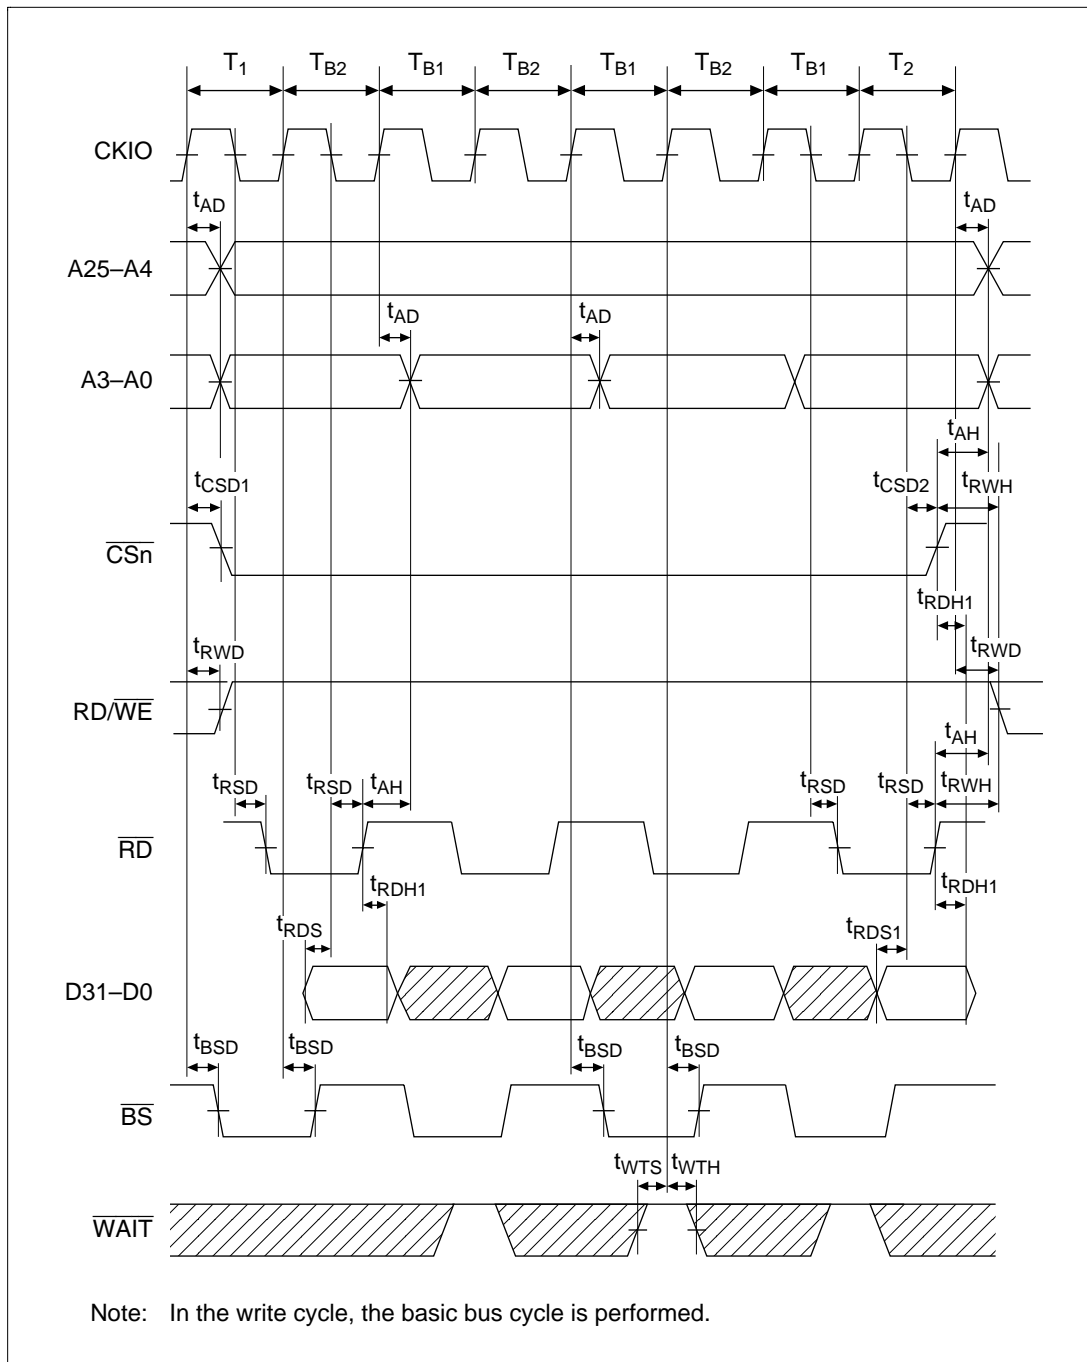 T1 TB2 TB1 TB2 TB1 TB2 TB1 T2
CKIO
tAD tAD
A25–A4
tAD tAD
A3–A0
tAH
tCSD1 tCSD2 tRWH
CSn
tRDH1
tRWD tRWD
RD/WE
tAH
tRSD tRSD tAH tRSD tRSD tRWH
RD
tRDH1 tRDH1
tRDS tRDS1
D31–D0
tBSD tBSD tBSD tBSD
BS
tWTS tWTH
WAIT
Note: In the write cycle, the basic bus cycle is performed.